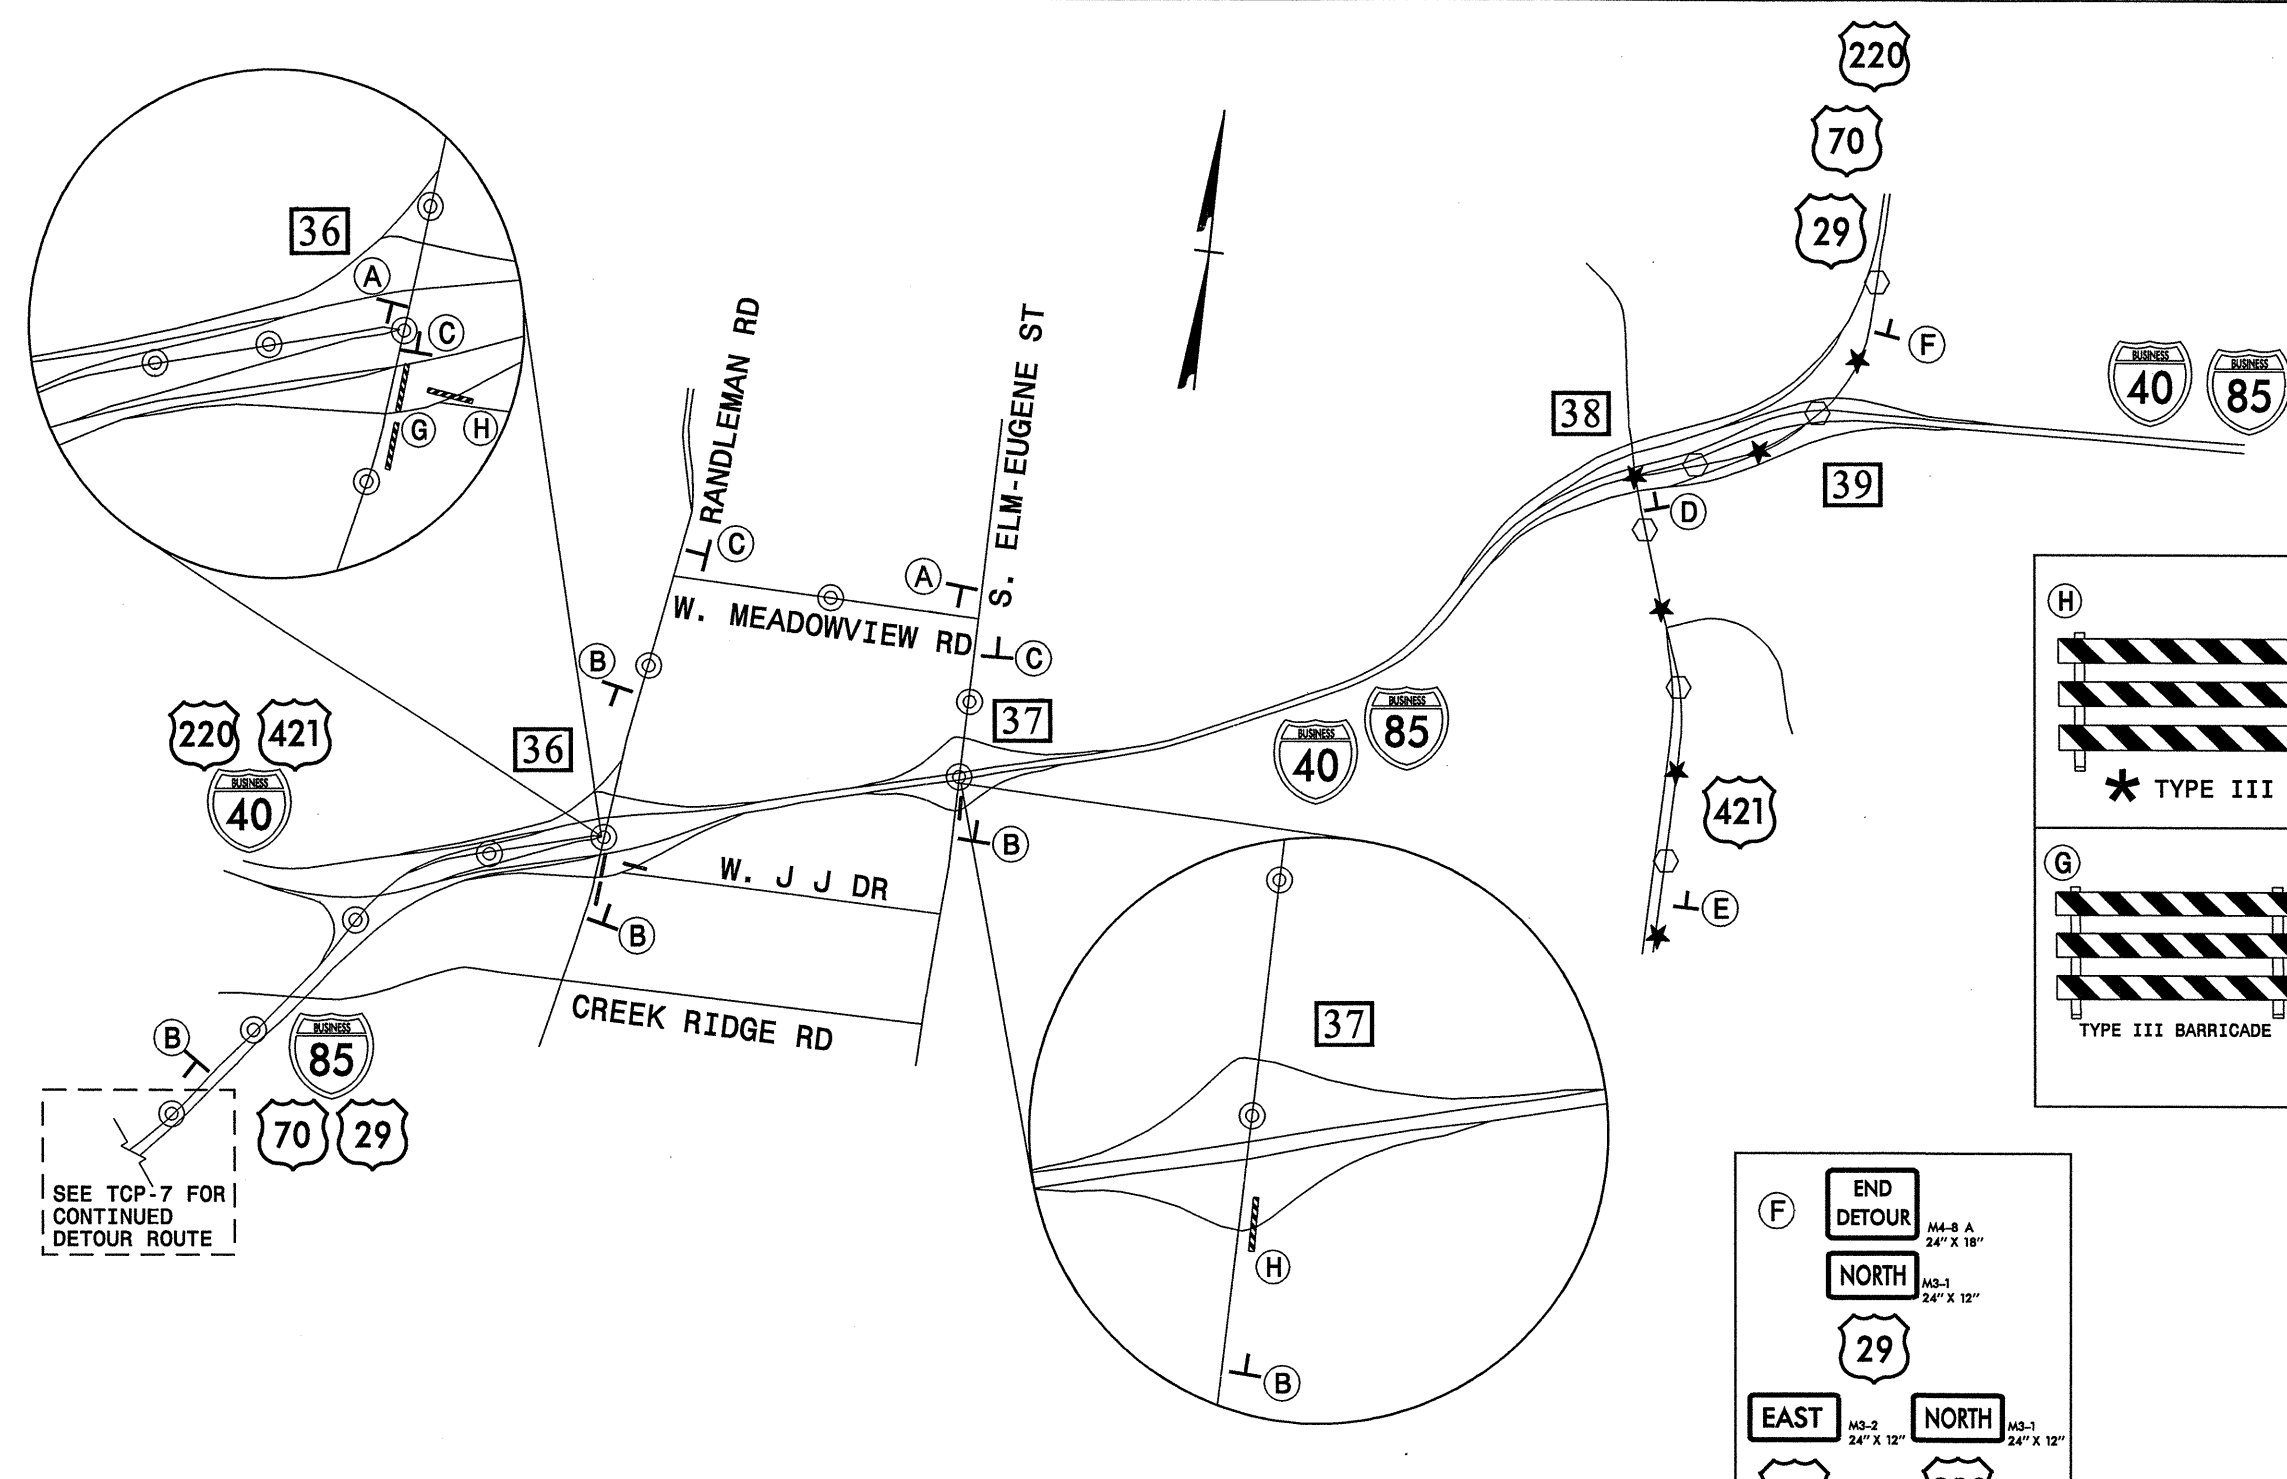 220
70
29
36
A
C
G
H
RANDLEMAN RD
S. ELM-EUGENE ST
F
BUSINESS
40
BUSINESS
85
38
39
D
C
A
W. MEADOWVIEW RD
C
B
37
36
220
421
BUSINESS
40
BUSINESS
40
BUSINESS
85
421
B
W. J J DR
B
E
CREEK RIDGE RD
B
BUSINESS
85
70
29
SEE TCP-7 FOR
CONTINUED
DETOUR ROUTE
37
H
B
H
* TYPE III
G
TYPE III BARRICADE
F
END
DETOUR
M4-8 A
24" X 18"
NORTH
M3-1
24" X 12"
29
EAST
M3-2
24" X 12"
NORTH
M3-1
24" X 12"